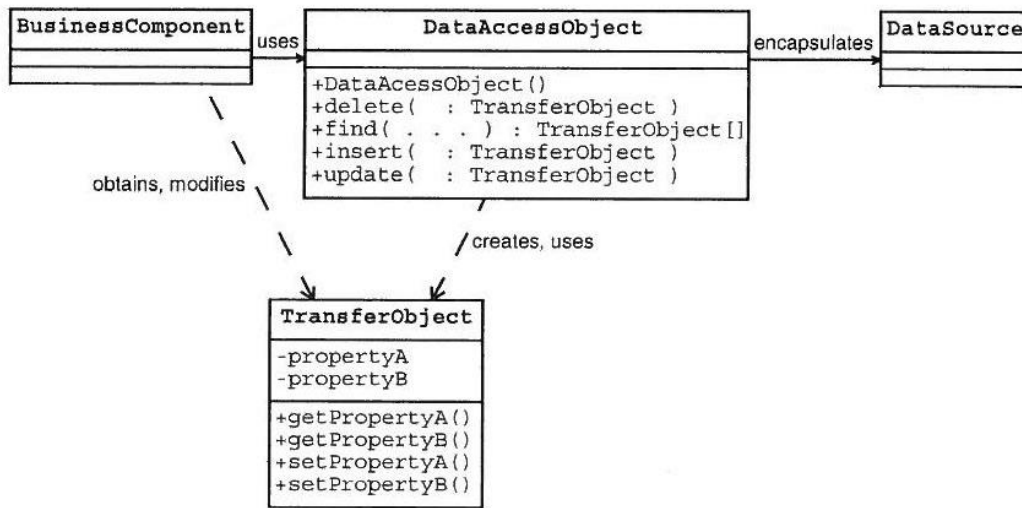 BusinessComponent
uses
DataAccessObject
+DataAcessObject()
+delete(  : TransferObject )
+find( . . . ) : TransferObject[]
+insert(  : TransferObject )
+update(  : TransferObject )
encapsulates
DataSource
obtains, modifies
creates, uses
TransferObject
-propertyA
-propertyB
+getPropertyA()
+getPropertyB()
+setPropertyA()
+setPropertyB()